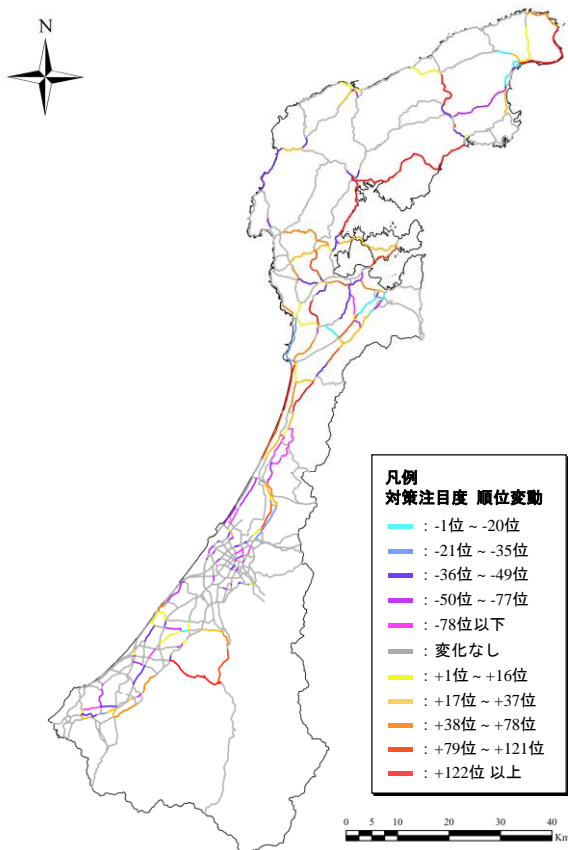 N
凡例
対策注目度 順位変動
: -1位 ~ -20位
: -21位 ~ -35位
: -36位 ~ -49位
: -50位 ~ -77位
: -78位以下
: 変化なし
: +1位 ~ +16位
: +17位 ~ +37位
: +38位 ~ +78位
: +79位 ~ +121位
: +122位 以上
0 10 20 30 40
Km